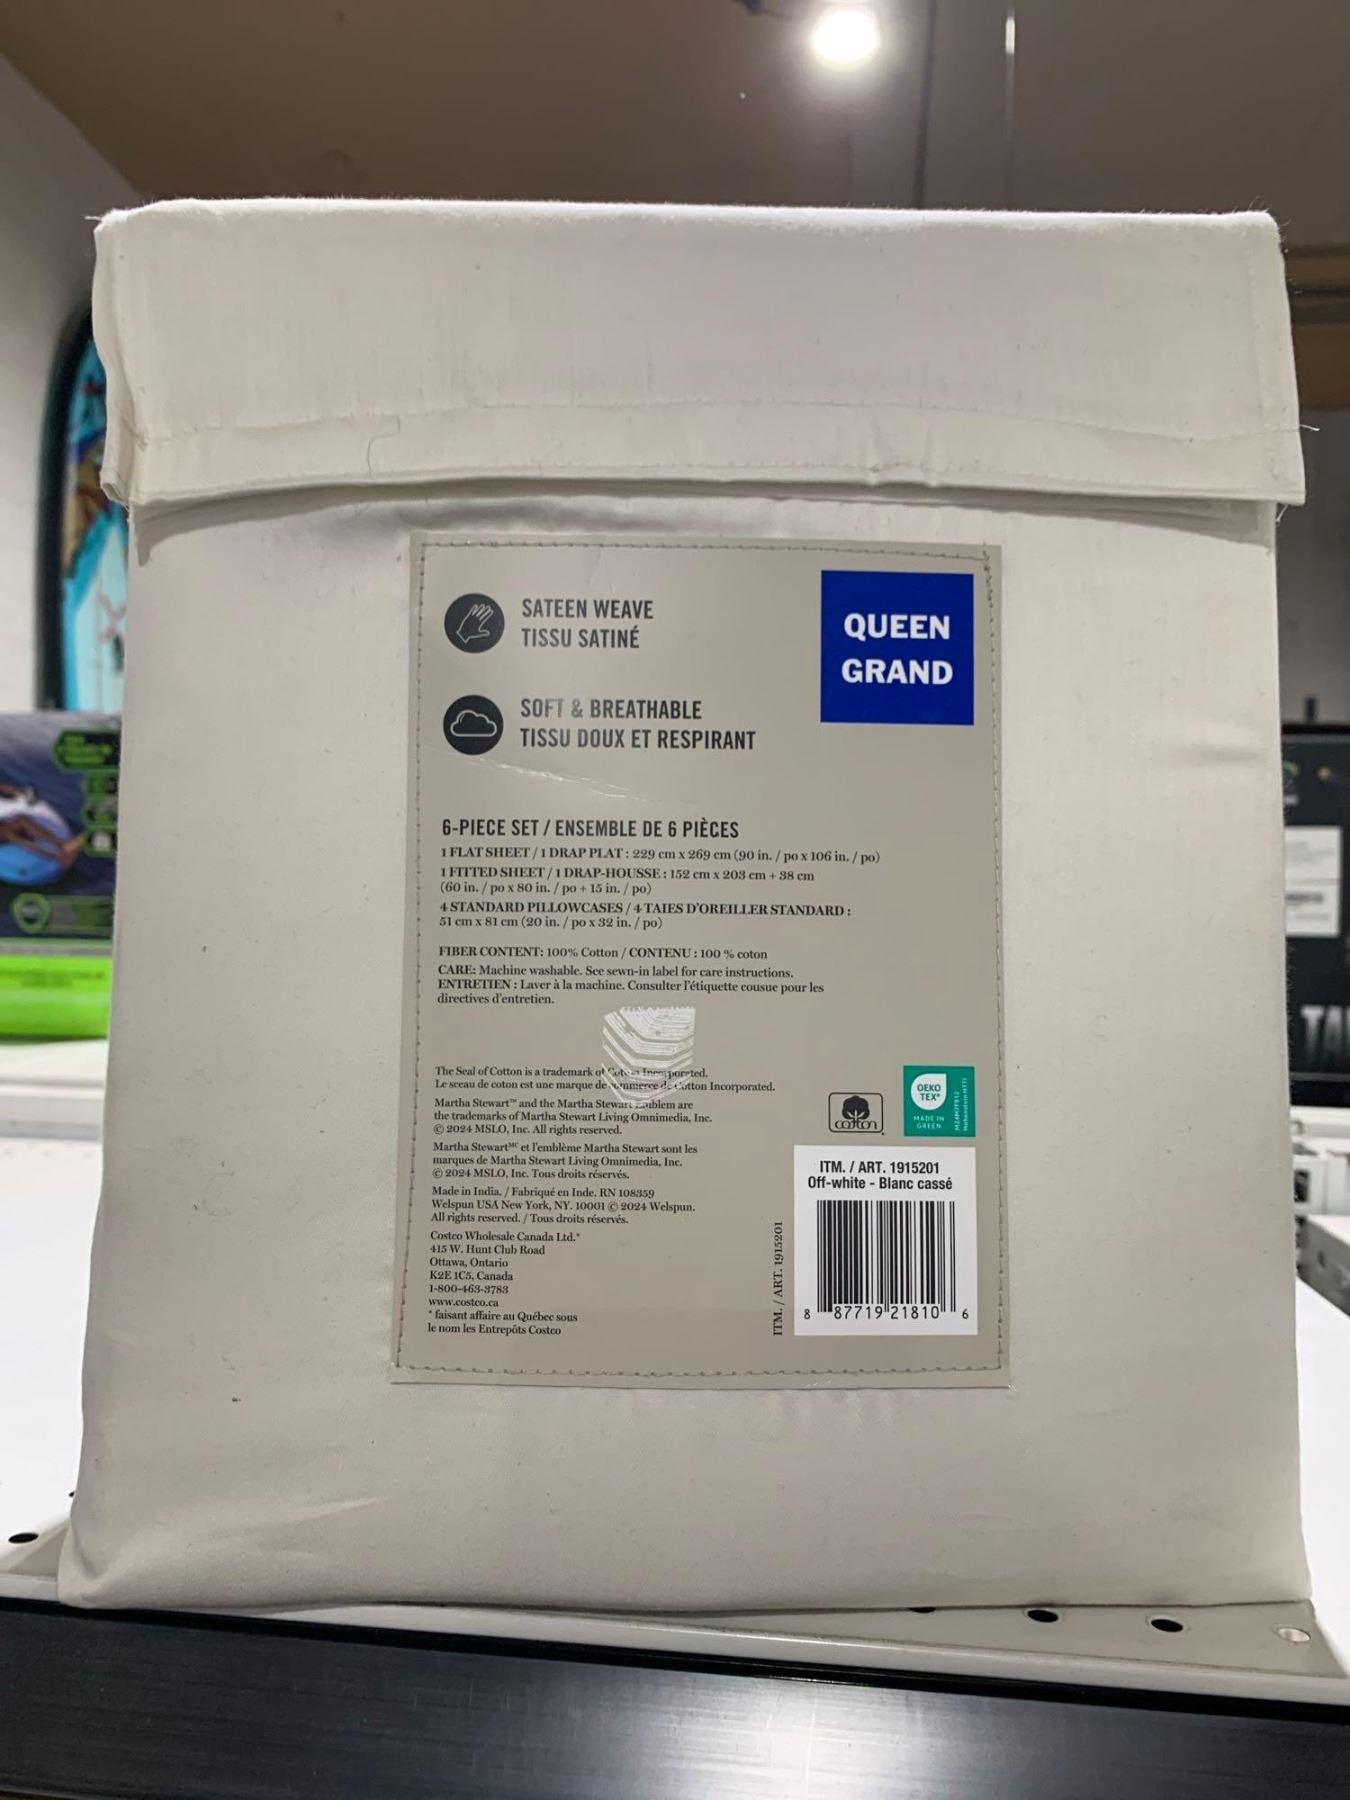 SATEEN WEAVE
TISSU SATINÉ
QUEEN
GRAND
SOFT & BREATHABLE
TISSU DOUX ET RESPIRANT
6-PIECE SET / ENSEMBLE DE 6 PIÈCES
1 FLAT SHEET / 1 DRAP PLAT : 229 cm x 269 cm (90 in. / po x 106 in. / po)
1 FITTED SHEET / 1 DRAP-HOUSSE : 152 cm x 203 cm + 38 cm
(60 in. / po x 80 in. / po + 15 in. / po)
4 STANDARD PILLOWCASES / 4 TAIES D'OREILLER STANDARD :
51 cm x 81 cm (20 in. / po x 32 in. / po)
FIBER CONTENT: 100% Cotton / CONTENU : 100 % coton
CARE: Machine washable. See sewn-in label for care instructions.
ENTRETIEN : Laver à la machine. Consulter l'étiquette cousue pour les
directives d'entretien.
The Seal of Cotton is a trademark of Cotton Incorporated.
Le sceau de coton est une marque de commerce de Cotton Incorporated.
Martha Stewart™ and the Martha Stewart Emblem are
the trademarks of Martha Stewart Living Omnimedia, Inc.
© 2024 MSLO, Inc. All rights reserved.
Martha Stewart MC et l'emblème Martha Stewart sont les
marques de Martha Stewart Living Omnimedia, Inc.
© 2024 MSLO, Inc. Tous droits réservés.
Made in India. / Fabriqué en Inde. RN 108359
Welspun USA New York, NY. 10001 © 2024 Welspun.
All rights reserved. / Tous droits réservés.
Costco Wholesale Canada Ltd.*
415 W. Hunt Club Road
Ottawa, Ontario
K2E 1C5, Canada
1-800-463-3783
www.costco.ca
* faisant affaire au Québec sous
le nom les Entrepôts Costco
cotton
OEKO
TEX®
MADE IN
GREEN
ITM. / ART. 1915201
Off-white - Blanc cassé
ITM. / ART. 1915201
8 87719 21810 6
TA